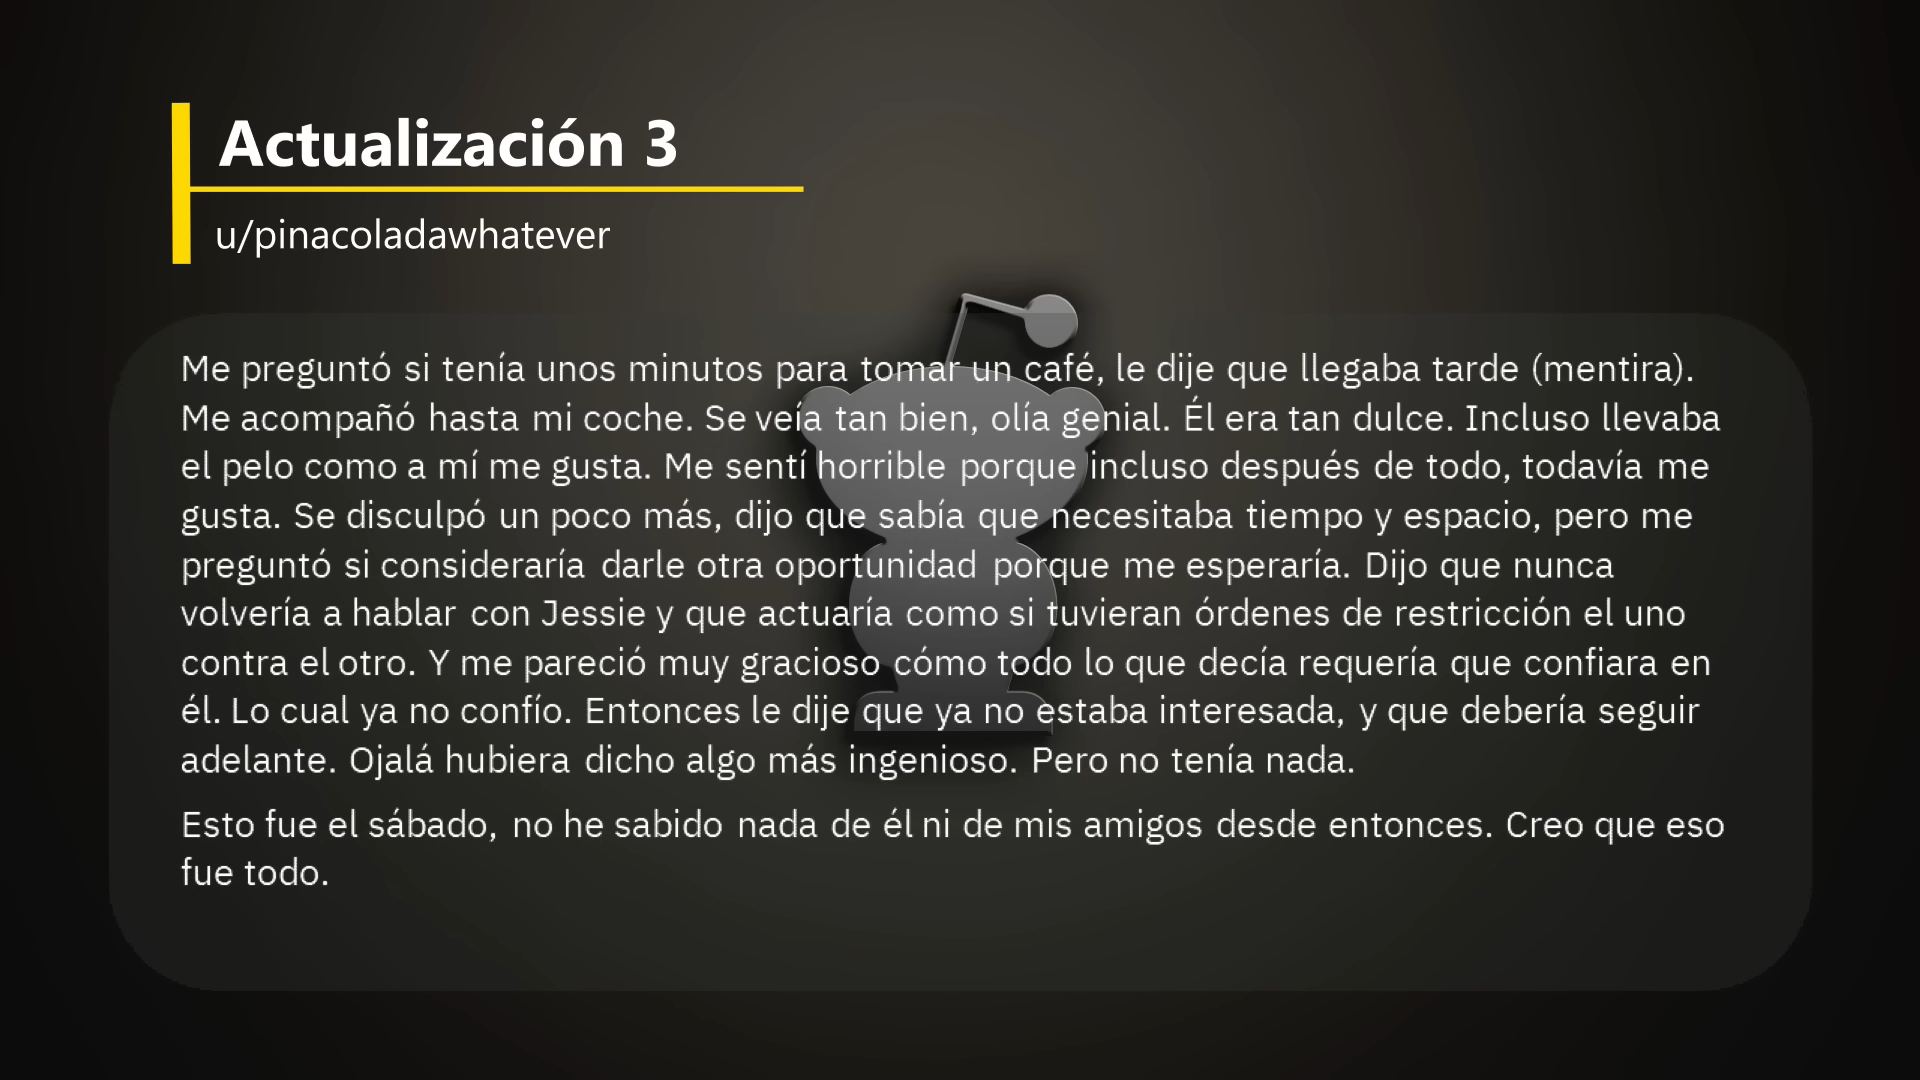 Actualización 3
u/pinacoladawhatever
Me preguntó si tenía unos minutos para tomar un café, le dije que llegaba tarde (mentira).
Me acompañó hasta mi coche. Se veía tan bien, olía genial. Él era tan dulce. Incluso llevaba
el pelo como a mí me gusta. Me sentí horrible porque incluso después de todo, todavía me
gusta. Se disculpó un poco más, dijo que sabía que necesitaba tiempo y espacio, pero me
preguntó si consideraría darle otra oportunidad porque me esperaría. Dijo que nunca
volvería a hablar con Jessie y que actuaría como si tuvieran órdenes de restricción el uno
contra el otro. Y me pareció muy gracioso cómo todo lo que decía requería que confiara en
él. Lo cual ya no confío. Entonces le dije que ya no estaba interesada, y que debería seguir
adelante. Ojalá hubiera dicho algo más ingenioso. Pero no tenía nada.
Esto fue el sábado, no he sabido nada de él ni de mis amigos desde entonces. Creo que eso
fue todo.